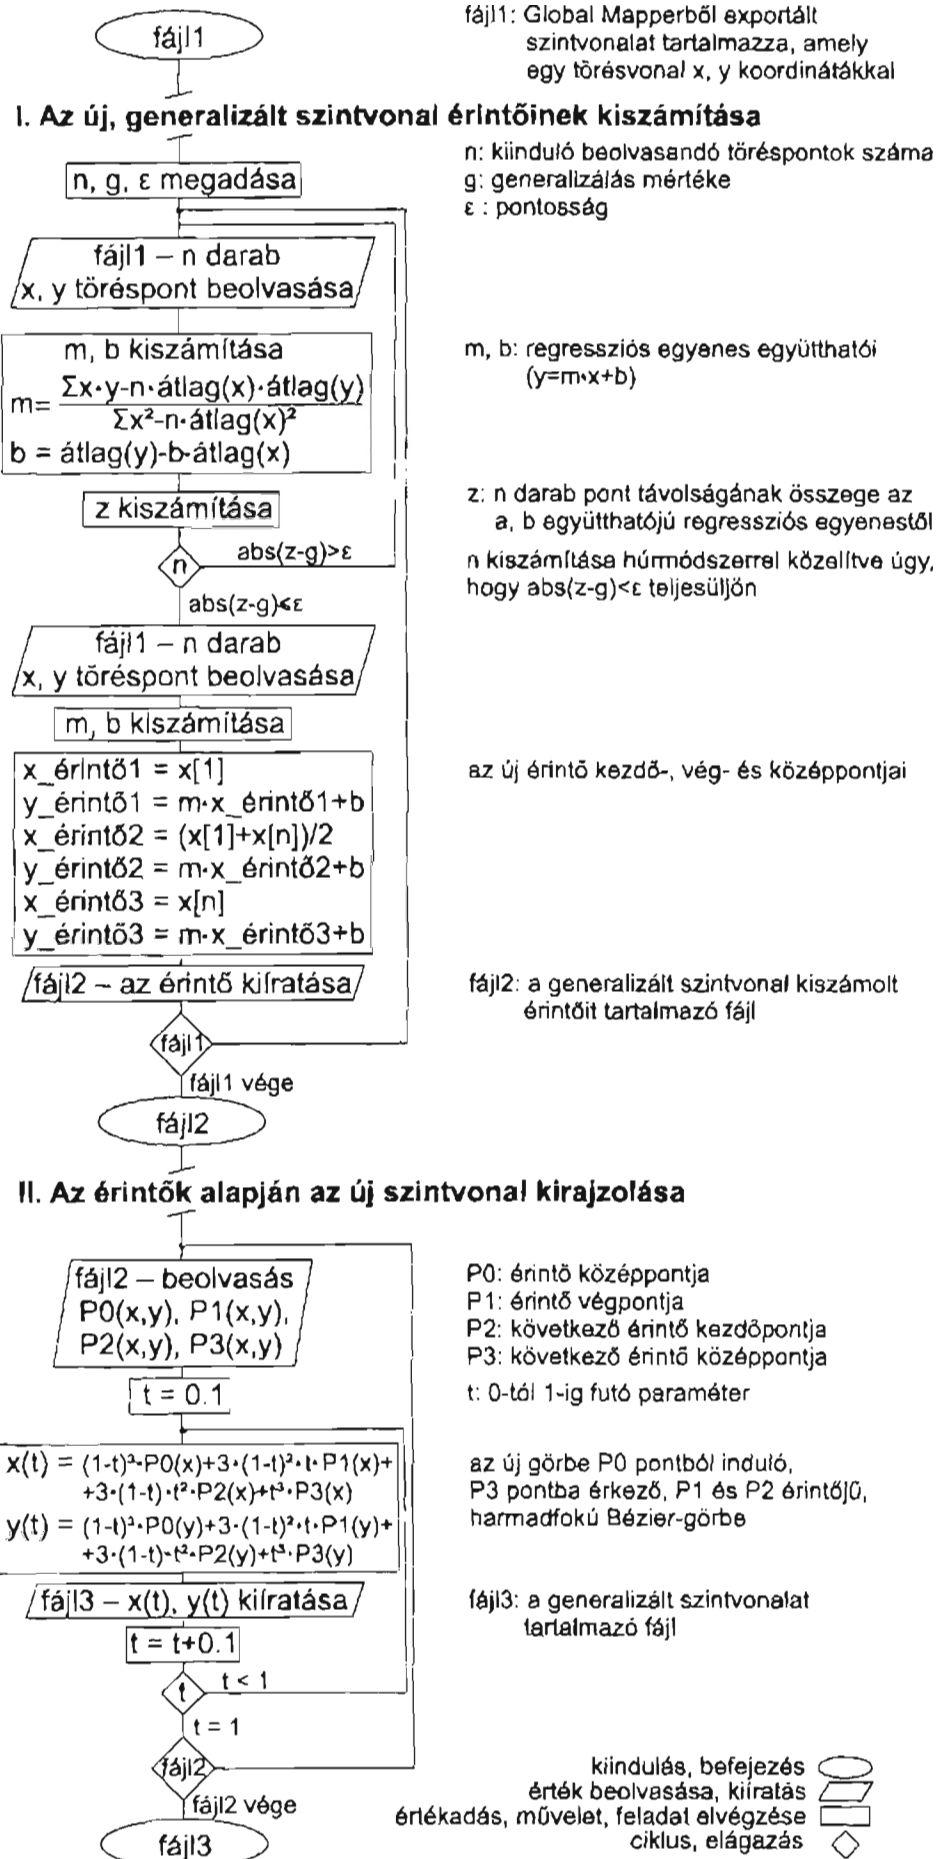 fájl1
fájl1: Global Mapperből exportált
szintvonalat tartalmazza, amely
egy törésvonal x, y koordinátákkal
I. Az új, generalizált szintvonal érintőinek kiszámítása
n, g, ε megadása
n: kiinduló beolvasandó töréspontok száma
g: generalizálás mértéke
ε : pontosság
fájl1 – n darab
x, y töréspont beolvasása
m, b kiszámítása
m= Σx·y-n·átlag(x)·átlag(y)
Σx²-n·átlag(x)²
b = átlag(y)-b·átlag(x)
m, b: regressziós egyenes együtthatói
(y=m·x+b)
z kiszámítása
z: n darab pont távolságának összege az
a, b együtthatójú regressziós egyenestől
n
abs(z-g)>ε
n kiszámítása húrmódszerrel közelítve úgy,
hogy abs(z-g)<ε teljesüljön
abs(z-g)<ε
fájl1 – n darab
x, y töréspont beolvasása
m, b kiszámítása
x_érintő1 = x[1]
y_érintő1 = m·x_érintő1+b
x_érintő2 = (x[1]+x[n])/2
y_érintő2 = m·x_érintő2+b
x_érintő3 = x[n]
y_érintő3 = m·x_érintő3+b
az új érintő kezdő-, vég- és középpontjai
fájl2 – az érintő kiíratása
fájl2: a generalizált szintvonal kiszámolt
érintőit tartalmazó fájl
fájl1
fájl1 vége
fájl2
II. Az érintők alapján az új szintvonal kirajzolása
fájl2 – beolvasás
P0(x,y), P1(x,y),
P2(x,y), P3(x,y)
P0: érintő középpontja
P1: érintő végpontja
P2: következő érintő kezdőpontja
P3: következő érintő középpontja
t = 0.1
t: 0-tól 1-ig futó paraméter
x(t) = (1-t)³·P0(x)+3·(1-t)²·t·P1(x)+
+3·(1-t)·t²·P2(x)+t³·P3(x)
y(t) = (1-t)³·P0(y)+3·(1-t)²·t·P1(y)+
+3·(1-t)·t²·P2(y)+t³·P3(y)
az új görbe P0 pontból induló,
P3 pontba érkező, P1 és P2 érintőjű,
harmadfokú Bézier-görbe
fájl3 – x(t), y(t) kiíratása
fájl3: a generalizált szintvonalat
tartalmazó fájl
t = t+0.1
t
t < 1
t = 1
fájl2
fájl2 vége
fájl3
kiindulás, befejezés
érték beolvasása, kiíratás
értékadás, művelet, feladat elvégzése
ciklus, elágazás